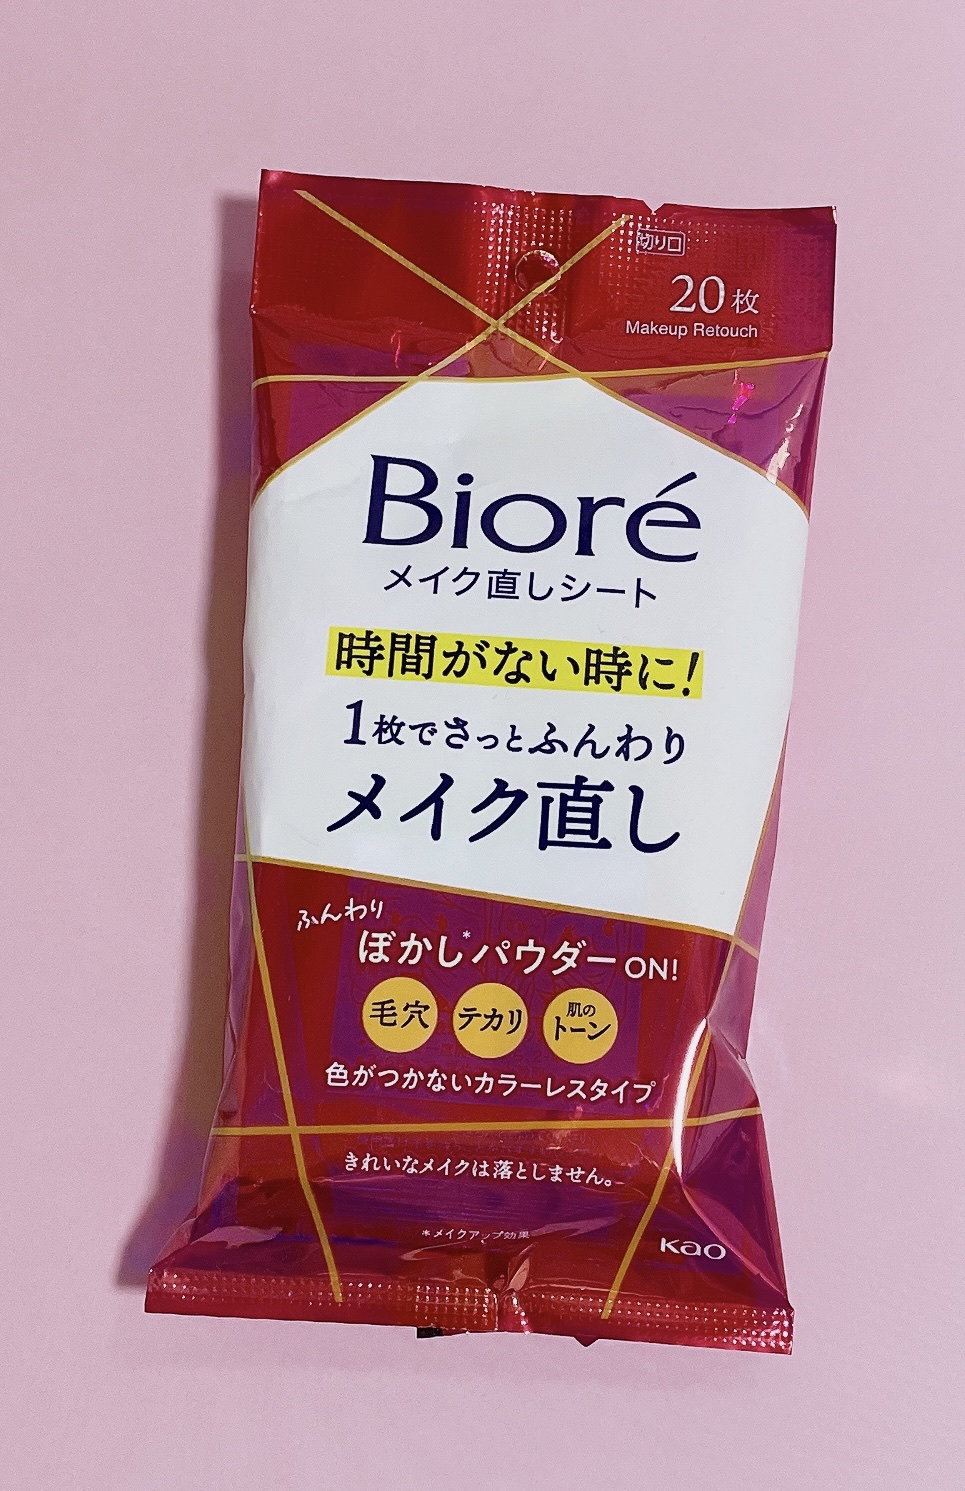 切り口
20枚
Makeup Retouch
Bioré
メイク直しシート
時間がない時に!
1枚でさっとふんわり
メイク直し
ふんわり
ぼかし*パウダーON!
毛穴 テカリ 肌のトーン
色がつかないカラーレスタイプ
きれいなメイクは落としません。
*メイクアップ効果
Kao